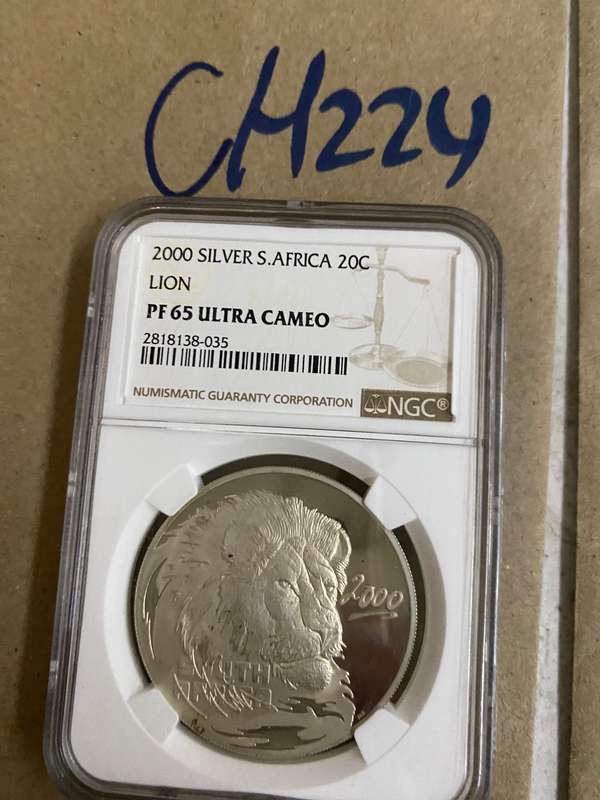 CH224
2000 SILVER S.AFRICA 20C
LION
PF 65 ULTRA CAMEO
2818138-035
NUMISMATIC GUARANTY CORPORATION NGC®
2000